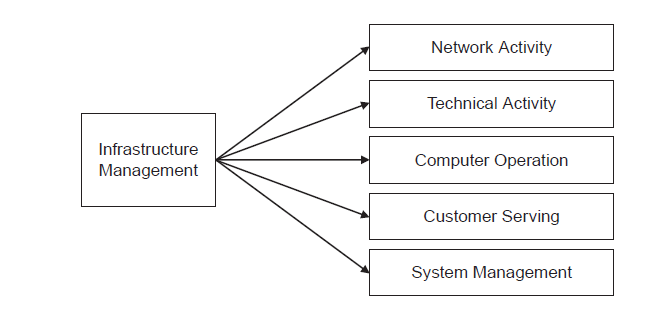 Network Activity
Technical Activity
Infrastructure
Management
Computer Operation
Customer Serving
System Management